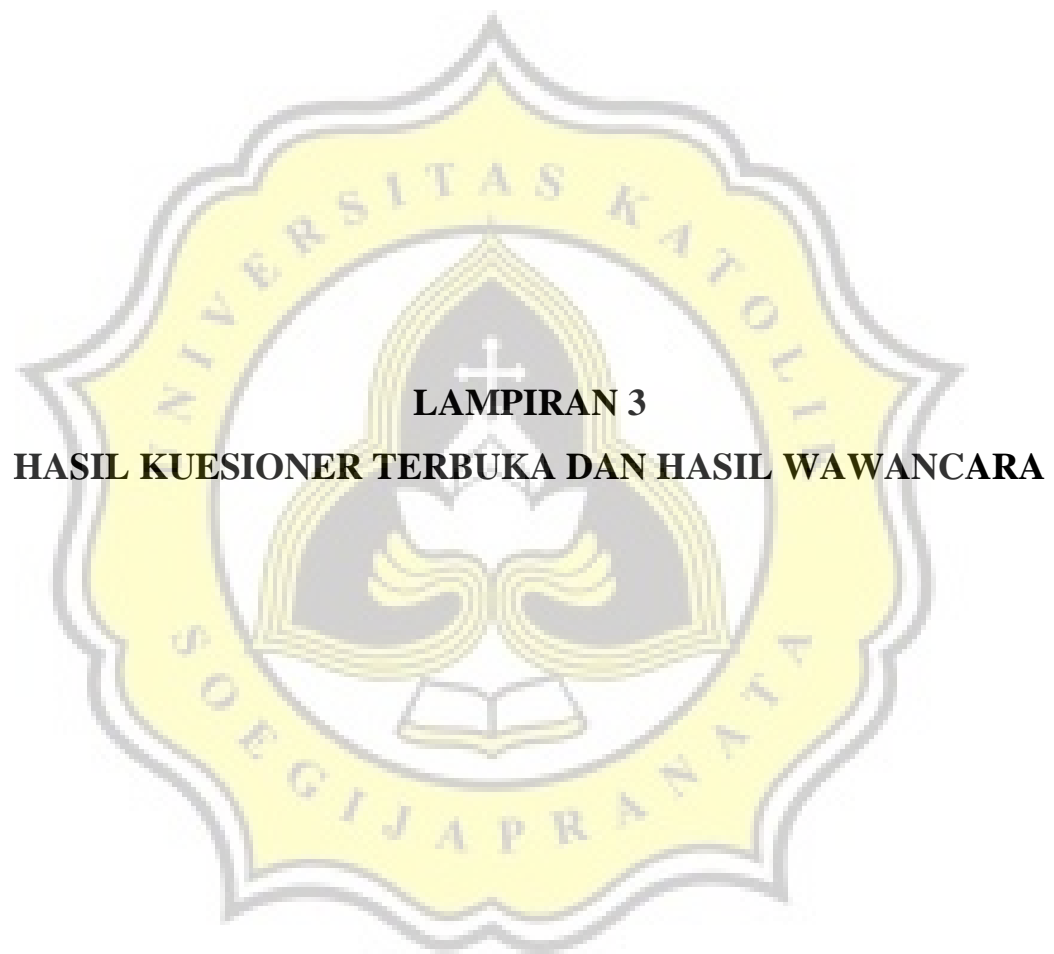 UNIVERSITAS KATOLIK
LAMPIRAN 3
HASIL KUESIONER TERBUKA DAN HASIL WAWANCARA
SOEGIJAPRANATA